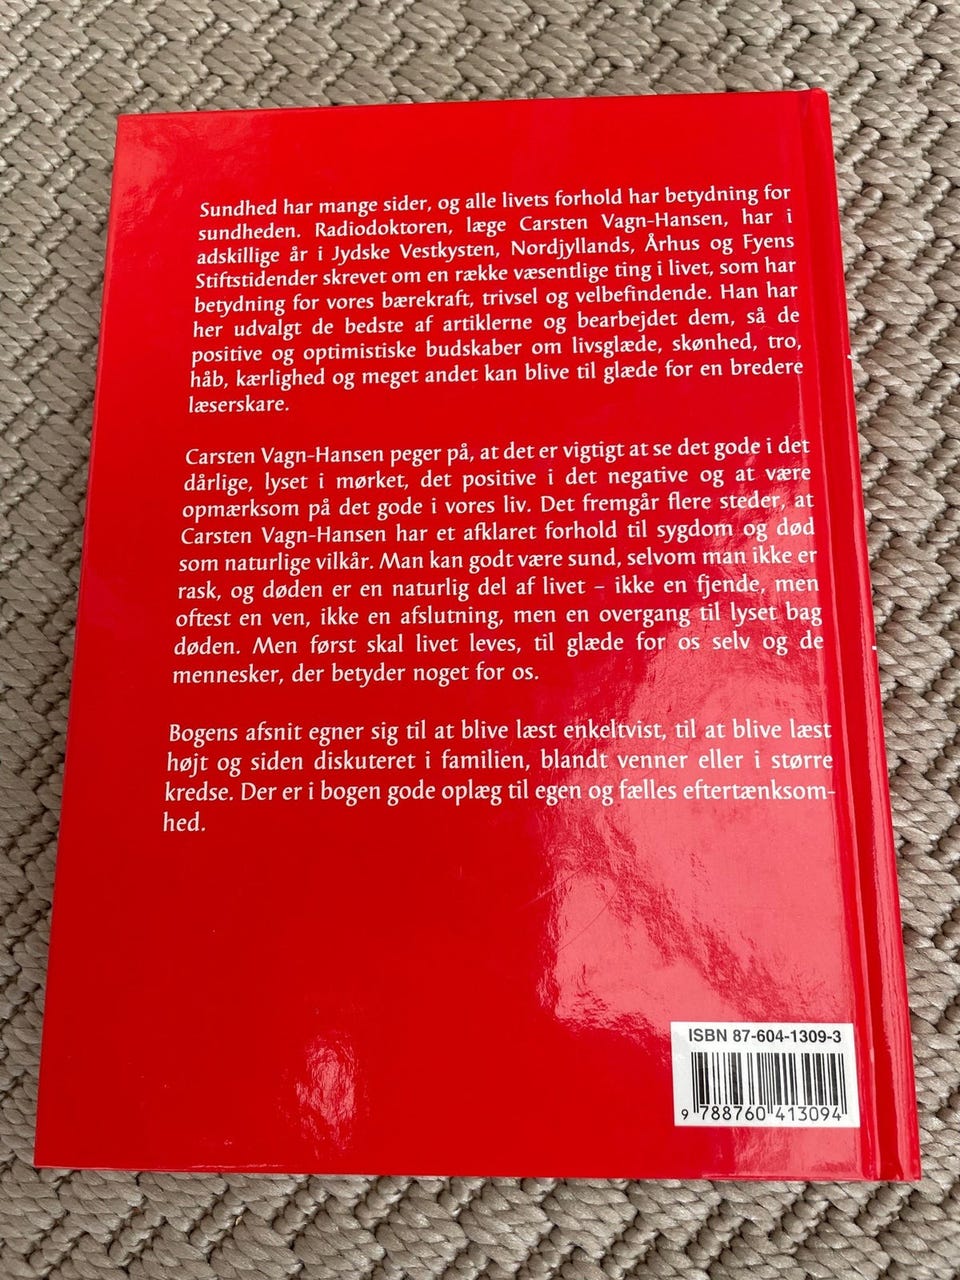 Sundhed har mange sider, og alle livets forhold har betydning for
sundheden. Radiodoktoren, læge Carsten Vagn-Hansen, har i
adskillige år i Jydske Vestkysten, Nordjyllands, Århus og Fyens
Stiftstidender skrevet om en række væsentlige ting i livet, som har
betydning for vores bærekraft, trivsel og velbefindende. Han har
her udvalgt de bedste af artiklerne og bearbejdet dem, så de
positive og optimistiske budskaber om livsglæde, skønhed, tro,
håb, kærlighed og meget andet kan blive til glæde for en bredere
læserskare.
Carsten Vagn-Hansen peger på, at det er vigtigt at se det gode i det
dårlige, lyset i mørket, det positive i det negative og at være
opmærksom på det gode i vores liv. Det fremgår flere steder, at
Carsten Vagn-Hansen har et afklaret forhold til sygdom og død
som naturlige vilkår. Man kan godt være sund, selvom man ikke er
rask, og døden er en naturlig del af livet – ikke en fjende, men
oftest en ven, ikke en afslutning, men en overgang til lyset bag
døden. Men først skal livet leves, til glæde for os selv og de
mennesker, der betyder noget for os.
Bogens afsnit egner sig til at blive læst enkeltvist, til at blive læst
højt og siden diskuteret i familien, blandt venner eller i større
kredse. Der er i bogen gode oplæg til egen og fælles eftertænksom-
hed.
ISBN 87-604-1309-3
9 788760 413094